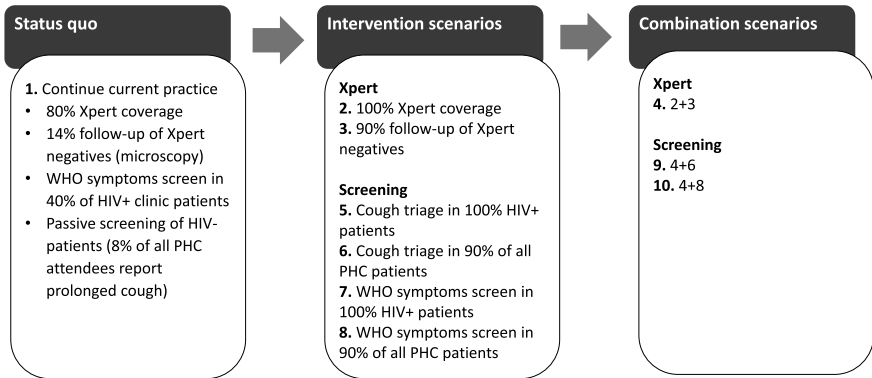 Status quo
1. Continue current practice
• 80% Xpert coverage
• 14% follow-up of Xpert
negatives (microscopy)
• WHO symptoms screen in
40% of HIV+ clinic patients
• Passive screening of HIV-
patients (8% of all PHC
attendees report
prolonged cough)
Intervention scenarios
Xpert
2. 100% Xpert coverage
3. 90% follow-up of Xpert
negatives
Screening
5. Cough triage in 100% HIV+
patients
6. Cough triage in 90% of all
PHC patients
7. WHO symptoms screen in
100% HIV+ patients
8. WHO symptoms screen in
90% of all PHC patients
Combination scenarios
Xpert
4. 2+3
Screening
9. 4+6
10. 4+8